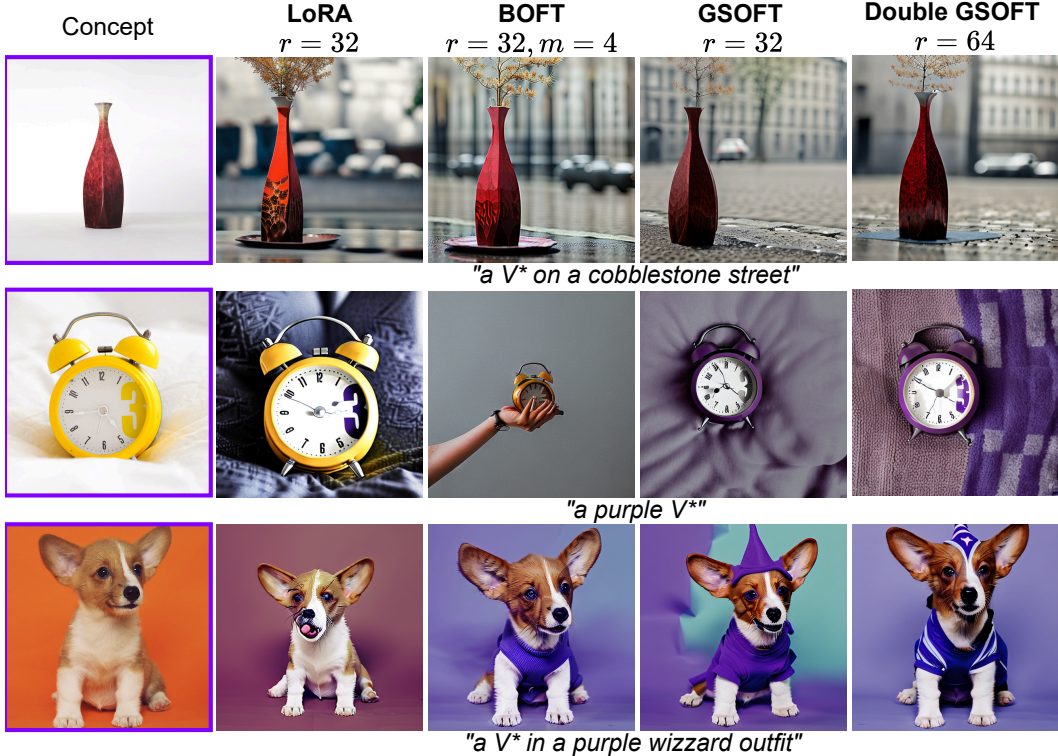 Concept
LoRA
r = 32
BOFT
r = 32, m = 4
GSOFT
r = 32
Double GSOFT
r = 64
"a V* on a cobblestone street"
"a purple V*"
"a V* in a purple wizzard outfit"